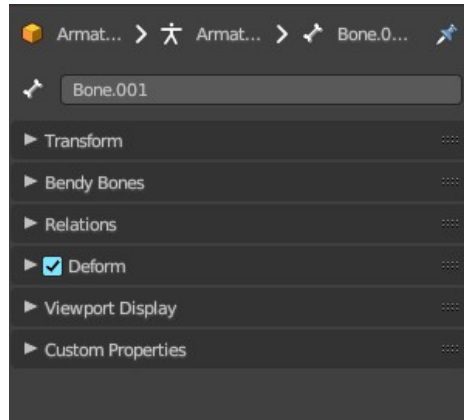 Armat... Armat... Bone.0...
Bone.001
Transform
Bendy Bones
Relations
Deform
Viewport Display
Custom Properties